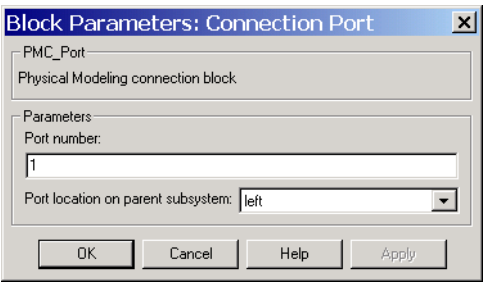 Block Parameters: Connection Port
PMC_Port
Physical Modeling connection block
Parameters
Port number:
1
Port location on parent subsystem: left
OK Cancel Help Apply